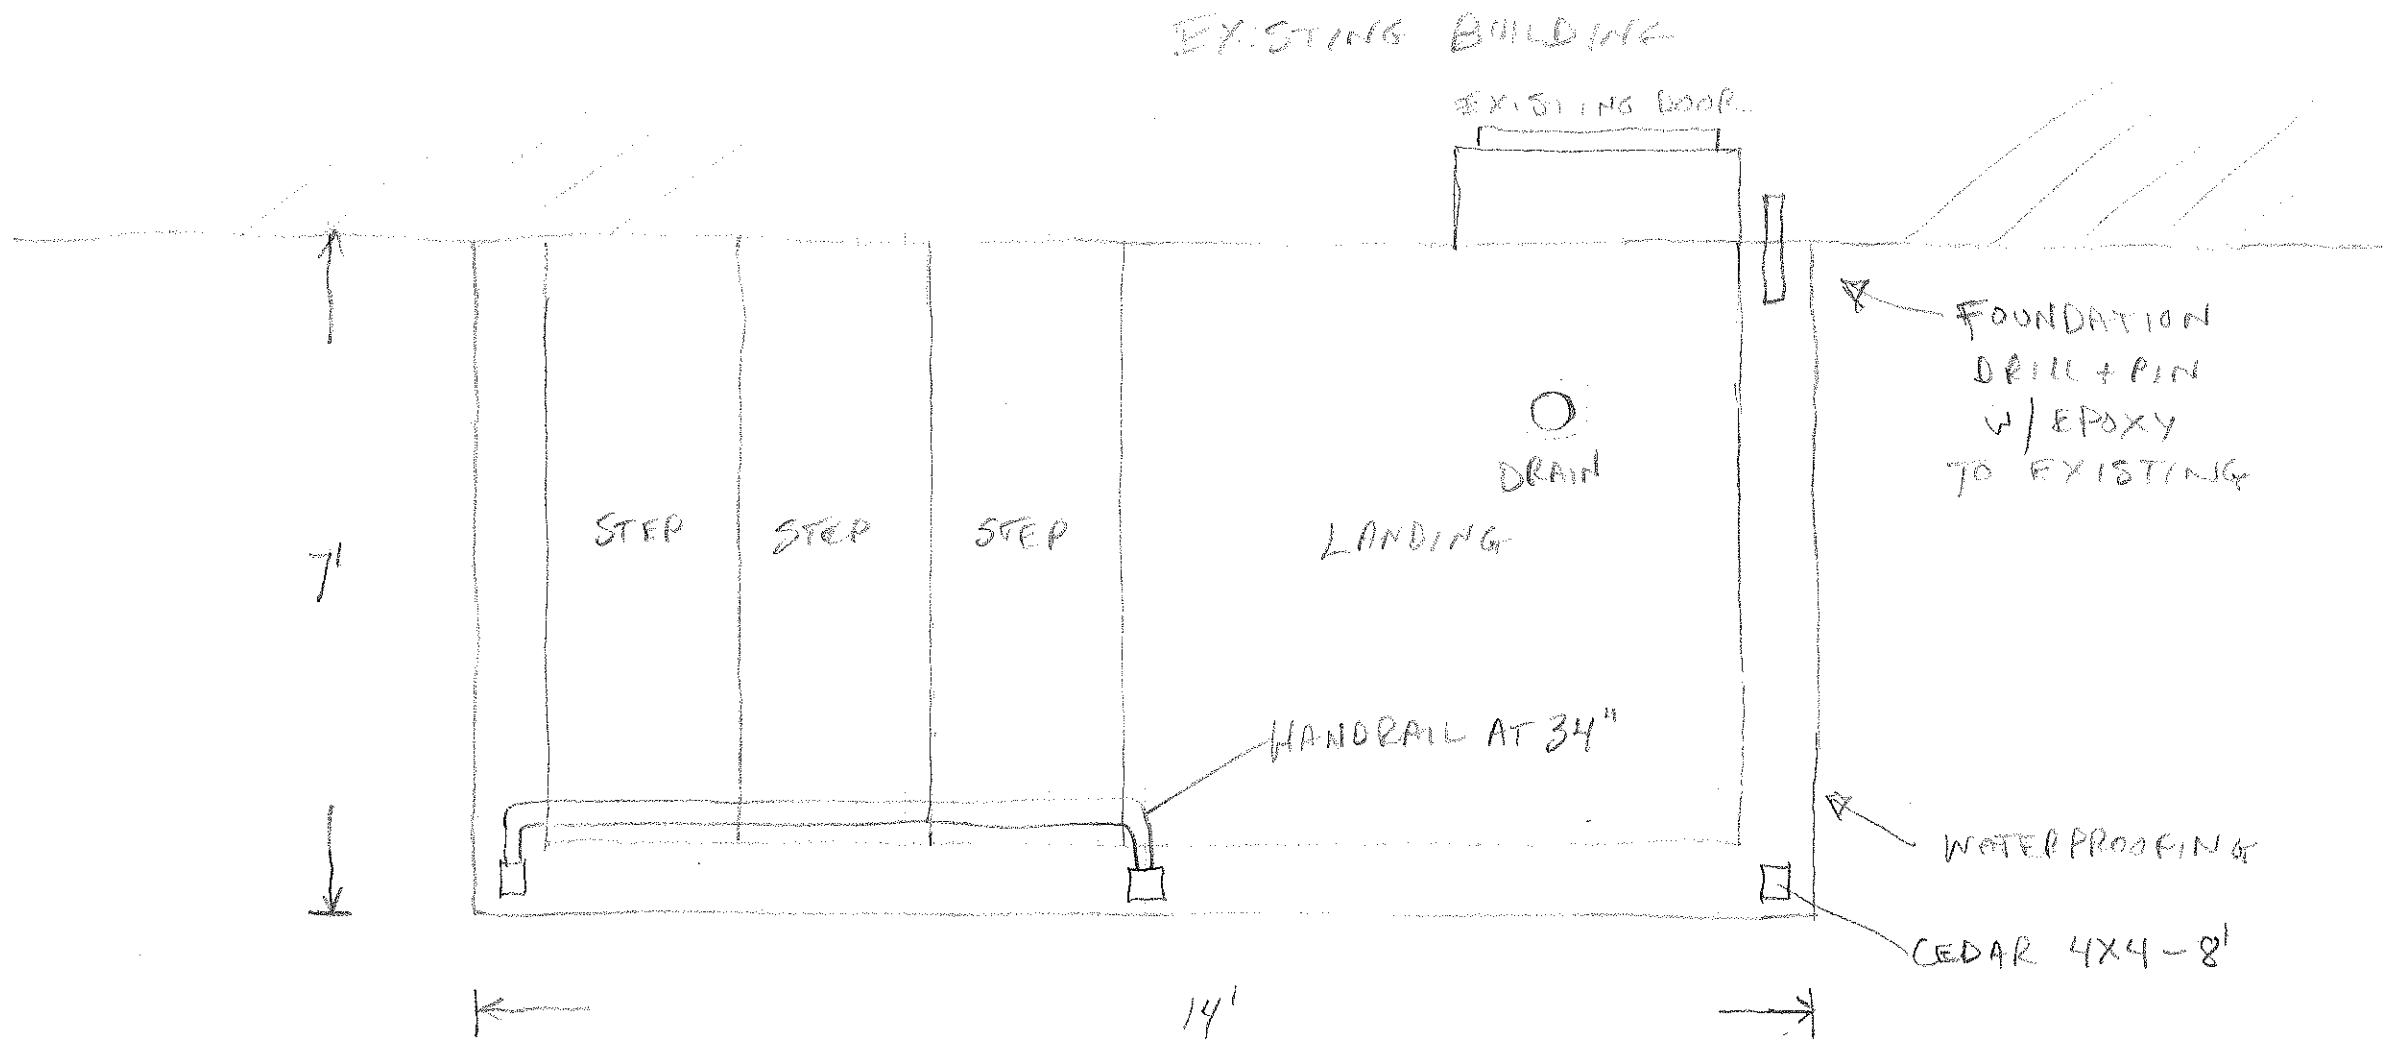 EXISTING BUILDING
EXISTING DOOR
FOUNDATION
DRILL + PIN
W/ EPOXY
TO EXISTING
DRAIN
7'
STEP STEP STEP LANDING
HANDRAIL AT 34"
WATERPROOFING
CEDAR 4X4 - 8'
14'